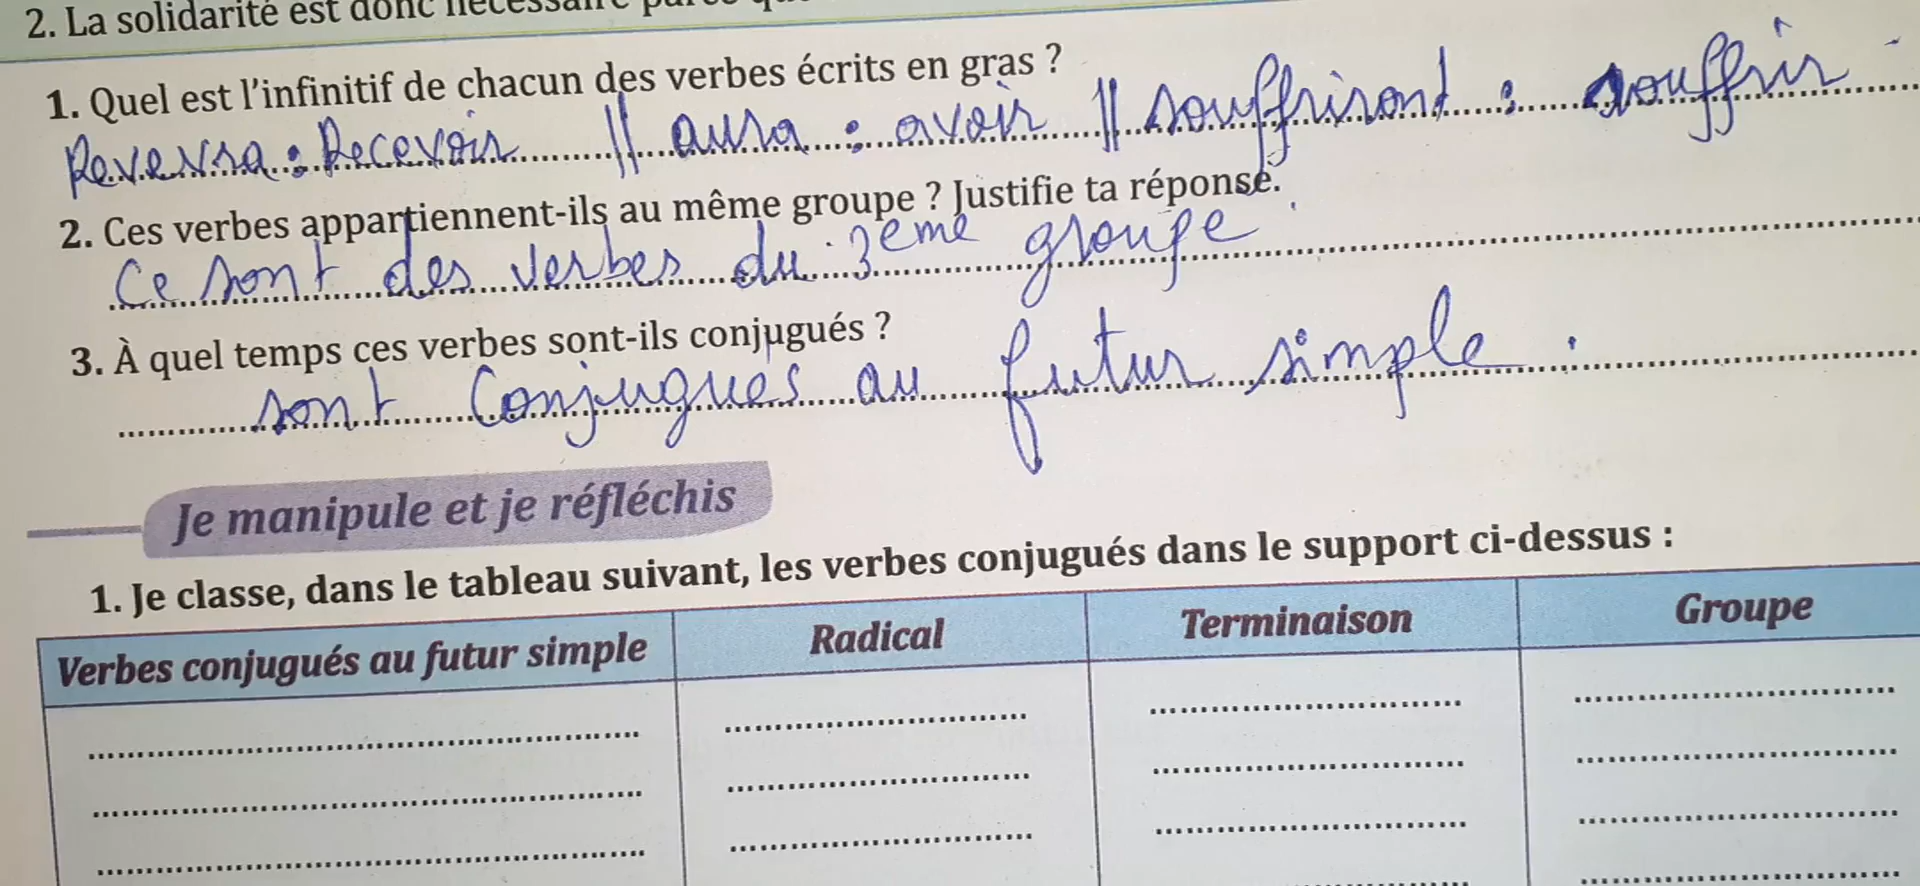 2. La solidarité est donc nécessaire
1. Quel est l'infinitif de chacun des verbes écrits en gras ?
Revevra : Recevoir || aura : avoir || souffriront : souffrir
2. Ces verbes appartiennent-ils au même groupe ? Justifie ta réponse.
Ce sont des verbes du 3eme groupe.
3. À quel temps ces verbes sont-ils conjugués ?
sont Conjugués au futur simple.
Je manipule et je réfléchis
1. Je classe, dans le tableau suivant, les verbes conjugués dans le support ci-dessus :
Verbes conjugués au futur simple Radical Terminaison Groupe